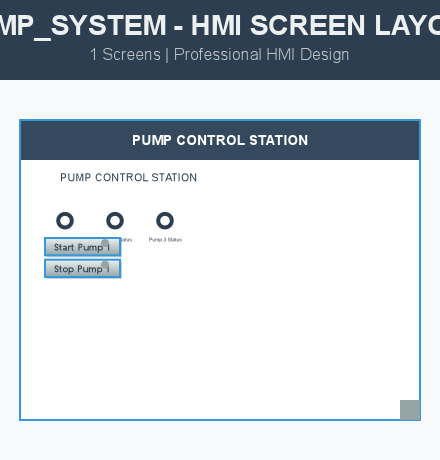 MP_SYSTEM - HMI SCREEN LAYO
1 Screens | Professional HMI Design
PUMP CONTROL STATION
PUMP CONTROL STATION
Status Pump 3 Status
Start Pump 1
Stop Pump 1